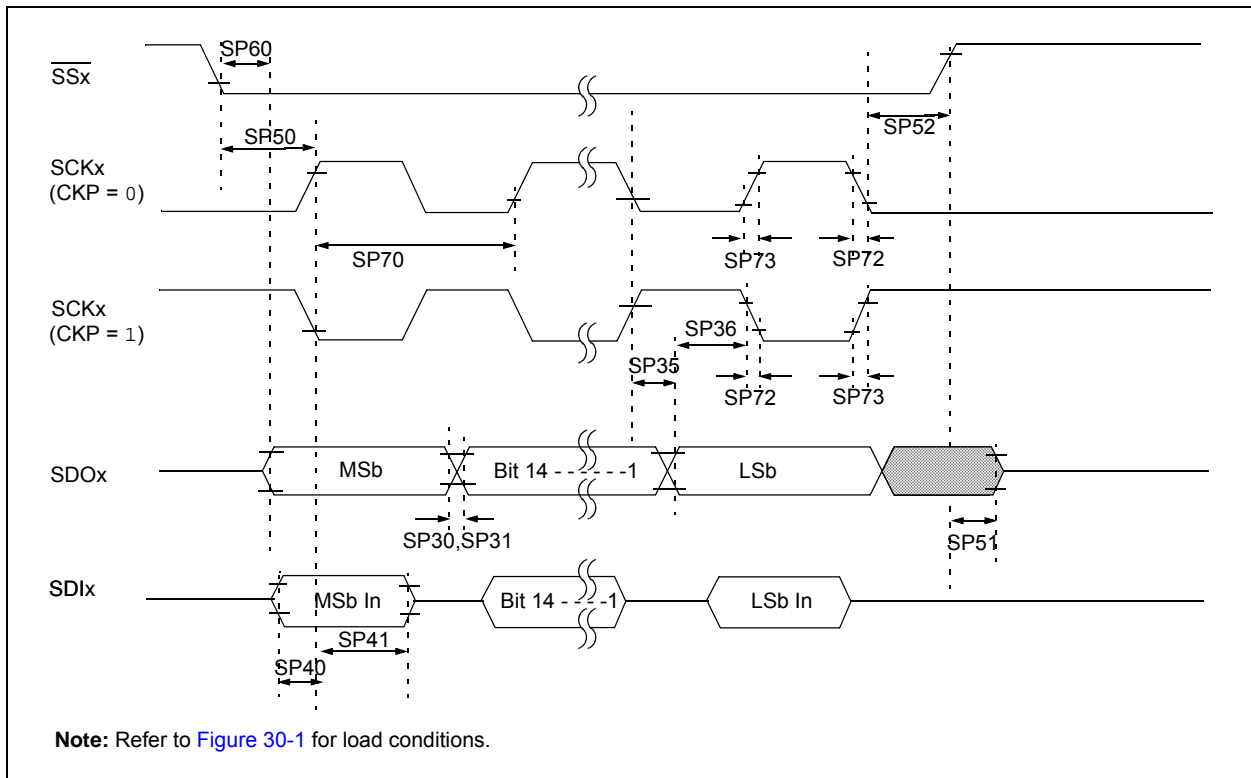 SP60
SSx
SP52
SP50
SCKx
(CKP = 0)
SP70
SP73
SP72
SCKx
(CKP = 1)
SP36
SP35
SP72
SP73
SDOx
MSb
Bit 14 - - - - - -1
LSb
SP30,SP31
SP51
SDIx
MSb In
Bit 14 - - - -1
LSb In
SP41
SP40
Note: Refer to Figure 30-1 for load conditions.